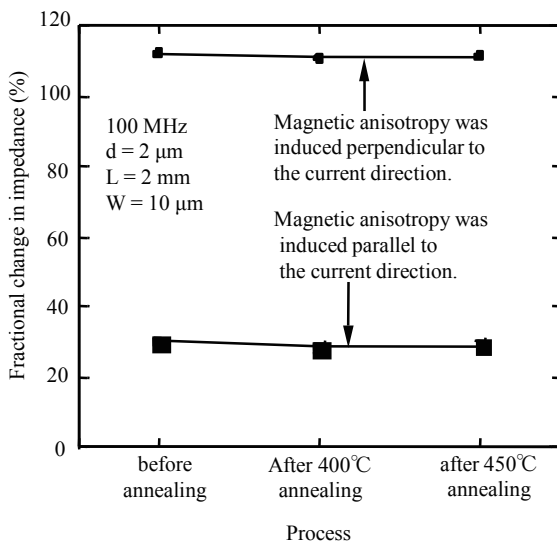 Fractional change in impedance (%)
120
100
80
60
40
20
0
100 MHz
d = 2 μm
L = 2 mm
W = 10 μm
Magnetic anisotropy was
induced perpendicular to
the current direction.
Magnetic anisotropy was
induced parallel to
the current direction.
before
annealing
After 400℃
annealing
after 450℃
annealing
Process